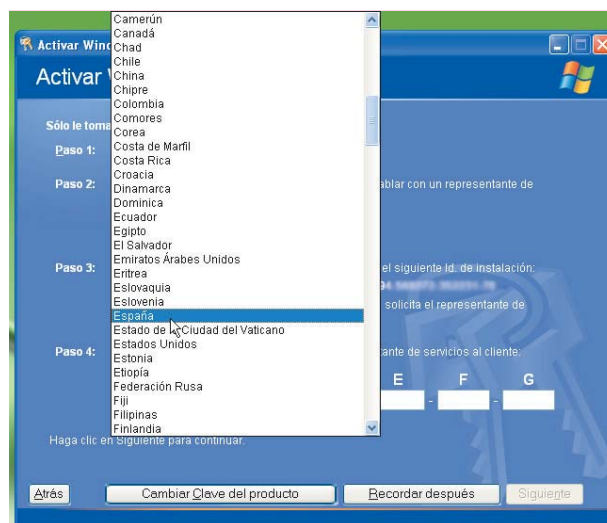 Camerún
Canadá
Chad
Chile
China
Chipre
Colombia
Comores
Corea
Costa de Marfil
Costa Rica
Croacia
Dinamarca
Dominica
Ecuador
Egipto
El Salvador
Emiratos Árabes Unidos
Eritrea
Eslovaquia
Eslovenia
España
Estado de la Ciudad del Vaticano
Estados Unidos
Estonia
Etiopía
Federación Rusa
Fiji
Filipinas
Finlandia
Activar Wind
Activar
Sólo le toma
Paso 1:
Paso 2:
ablar con un representante de
Paso 3:
el siguiente Id. de instalación:
solicita el representante de
Paso 4:
tante de servicios al cliente:
E F G
- -
Haga clic en Siguiente para continuar.
Atrás Cambiar Clave del producto Recordar después Siguiente